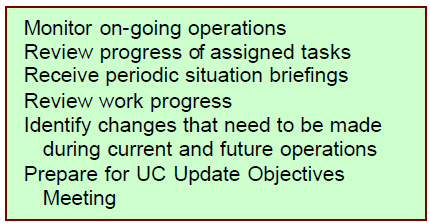 Monitor on-going operations
Review progress of assigned tasks
Receive periodic situation briefings
Review work progress
Identify changes that need to be made
during current and future operations
Prepare for UC Update Objectives
Meeting